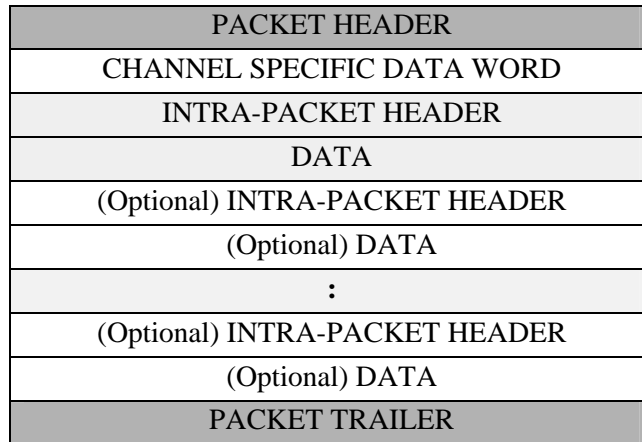 PACKET HEADER
CHANNEL SPECIFIC DATA WORD
INTRA-PACKET HEADER
DATA
(Optional) INTRA-PACKET HEADER
(Optional) DATA
:
(Optional) INTRA-PACKET HEADER
(Optional) DATA
PACKET TRAILER